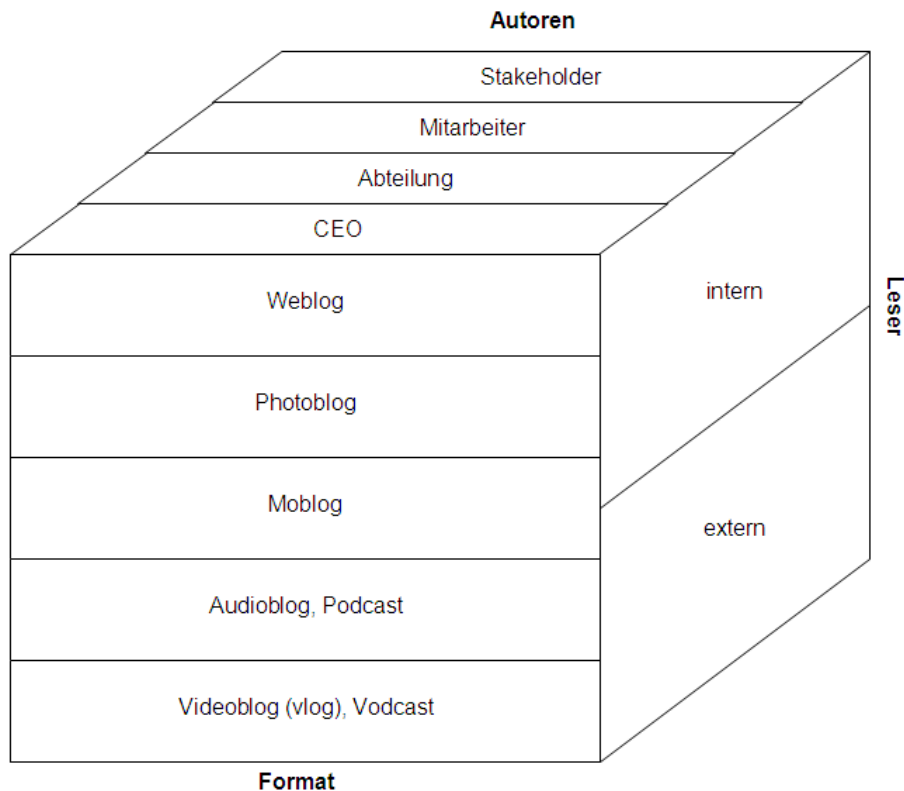 Autoren
Stakeholder
Mitarbeiter
Abteilung
CEO
Weblog
intern
Leser
Photoblog
Moblog
extern
Audioblog, Podcast
Videoblog (vlog), Vodcast
Format